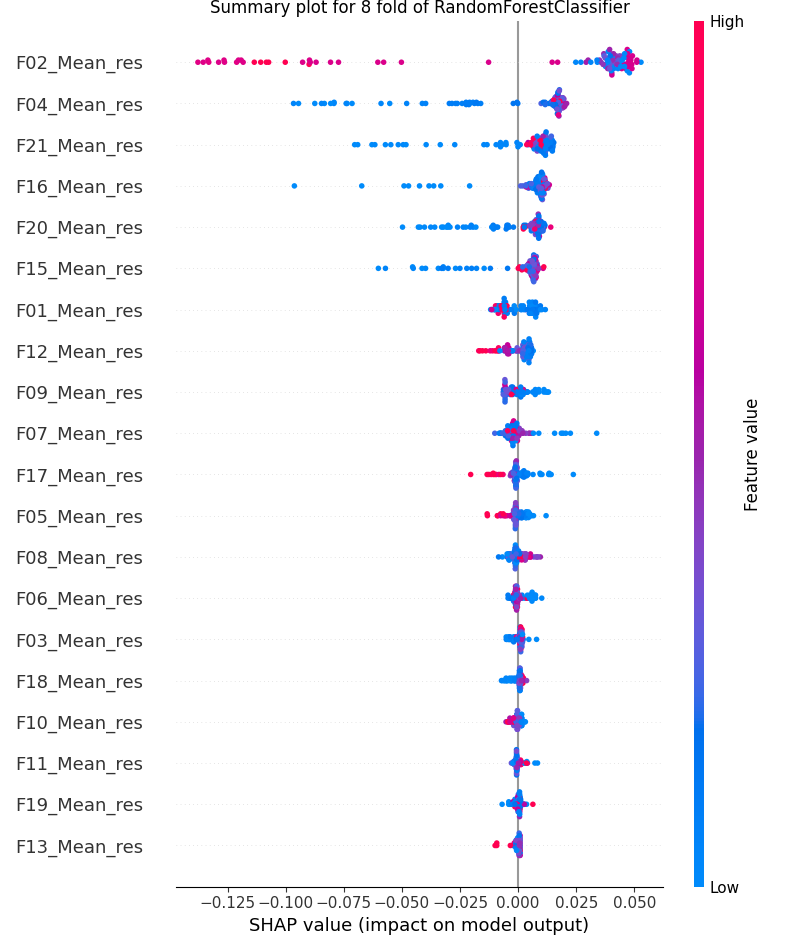 Summary plot for 8 fold of RandomForestClassifier
High
F02_Mean_res
F04_Mean_res
F21_Mean_res
F16_Mean_res
F20_Mean_res
F15_Mean_res
F01_Mean_res
F12_Mean_res
F09_Mean_res
F07_Mean_res
F17_Mean_res
F05_Mean_res
F08_Mean_res
F06_Mean_res
F03_Mean_res
F18_Mean_res
F10_Mean_res
F11_Mean_res
F19_Mean_res
F13_Mean_res
Feature value
Low
−0.125 −0.100 −0.075 −0.050 −0.025 0.000 0.025 0.050
SHAP value (impact on model output)